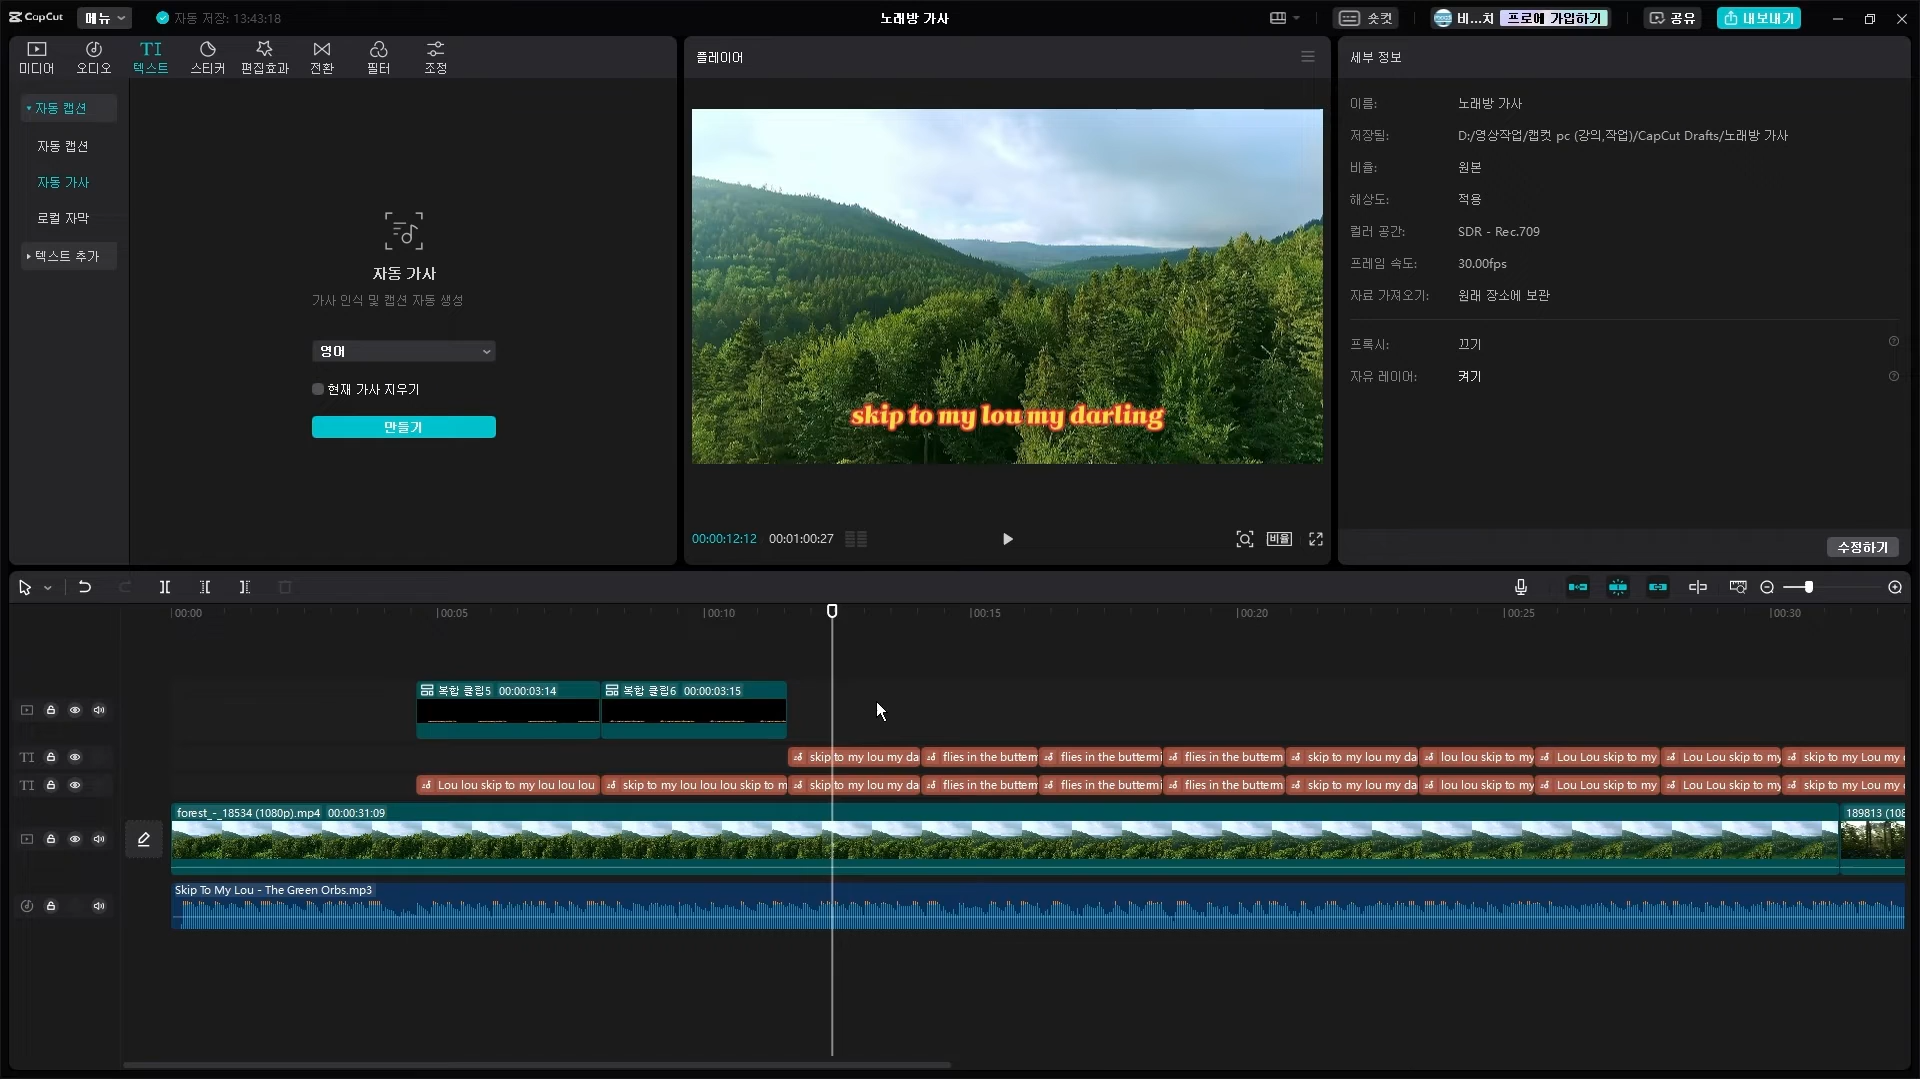 CapCut 메뉴 자동 저장: 13:43:18 노래방 가사 숏컷 비...치 프로에 가입하기 공유 내보내기
미디어 오디오 텍스트 스티커 편집효과 전환 필터 조정
자동 캡션
자동 캡션
자동 가사
로컬 자막
텍스트 추가
자동 가사
가사 인식 및 캡션 자동 생성
영어
현재 가사 지우기
만들기
플레이어
skip to my lou my darling
00:00:12:12 00:01:00:27 비율
세부 정보
이름: 노래방 가사
저장됨: D:/영상작업/캡컷 pc (강의,작업)/CapCut Drafts/노래방 가사
비율: 원본
해상도: 적용
컬러 공간: SDR - Rec.709
프레임 속도: 30.00fps
자료 가져오기: 원래 장소에 보관
프록시: 끄기
자유 레이어: 켜기
수정하기
00:00 00:05 00:10 00:15 00:20 00:25 00:30
복합 클립5 00:00:03:14 복합 클립6 00:00:03:15
TI skip to my lou my da flies in the butterm flies in the buttermi flies in the butterm skip to my lou my da lou lou skip to my Lou Lou skip to my Lou Lou skip to my skip to my Lou my
TI Lou lou skip to my lou lou lou skip to my lou lou lou skip to m skip to my lou my da flies in the butterm flies in the buttermi flies in the butterm skip to my lou my da lou lou skip to my Lou Lou skip to my Lou Lou skip to my skip to my Lou my
forest_-_18534 (1080p).mp4 00:00:31:09 189813 (108
Skip To My Lou - The Green Orbs.mp3